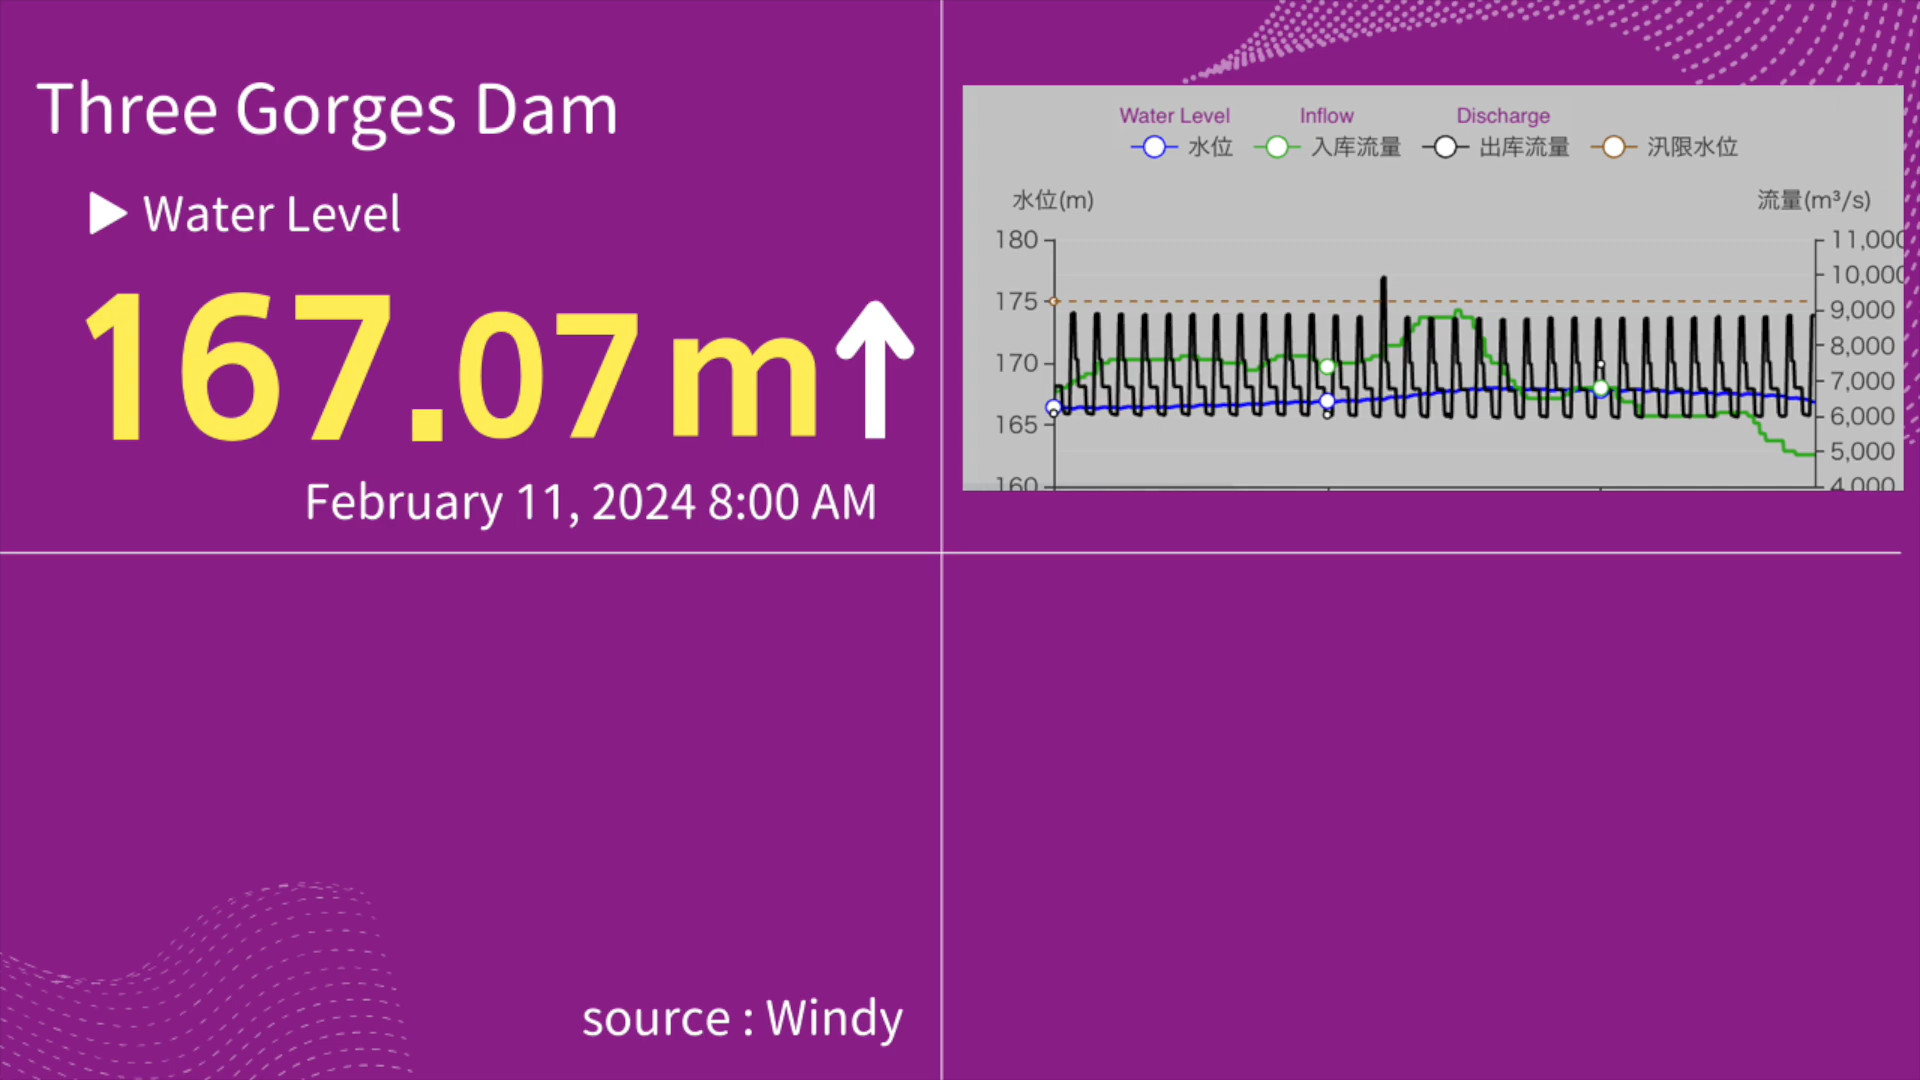 Three Gorges Dam
▶ Water Level
167.07m↑
February 11, 2024 8:00 AM
Water Level Inflow Discharge
水位 入库流量 出库流量 汛限水位
水位(m) 流量(m³/s)
180 11,000
10,000
175 9,000
8,000
170 7,000
6,000
165 5,000
160 4,000
source : Windy